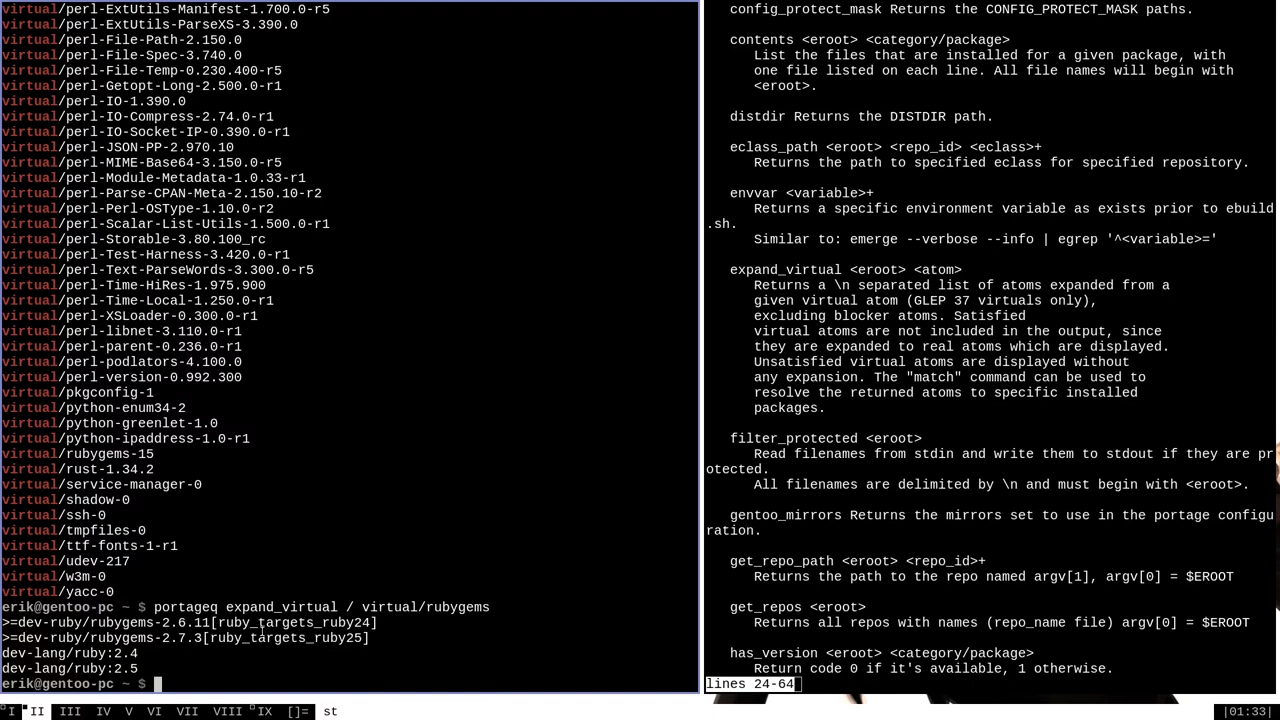 virtual/perl-ExtUtils-Manifest-1.700.0-r5
virtual/perl-ExtUtils-ParseXS-3.390.0
virtual/perl-File-Path-2.150.0
virtual/perl-File-Spec-3.740.0
virtual/perl-File-Temp-0.230.400-r5
virtual/perl-Getopt-Long-2.500.0-r1
virtual/perl-IO-1.390.0
virtual/perl-IO-Compress-2.74.0-r1
virtual/perl-IO-Socket-IP-0.390.0-r1
virtual/perl-JSON-PP-2.970.10
virtual/perl-MIME-Base64-3.150.0-r5
virtual/perl-Module-Metadata-1.0.33-r1
virtual/perl-Parse-CPAN-Meta-2.150.10-r2
virtual/perl-Perl-OSType-1.10.0-r2
virtual/perl-Scalar-List-Utils-1.500.0-r1
virtual/perl-Storable-3.80.100_rc
virtual/perl-Test-Harness-3.420.0-r1
virtual/perl-Text-ParseWords-3.300.0-r5
virtual/perl-Time-HiRes-1.975.900
virtual/perl-Time-Local-1.250.0-r1
virtual/perl-XSLoader-0.300.0-r1
virtual/perl-libnet-3.110.0-r1
virtual/perl-parent-0.236.0-r1
virtual/perl-podlators-4.100.0
virtual/perl-version-0.992.300
virtual/pkgconfig-1
virtual/python-enum34-2
virtual/python-greenlet-1.0
virtual/python-ipaddress-1.0-r1
virtual/rubygems-15
virtual/rust-1.34.2
virtual/service-manager-0
virtual/shadow-0
virtual/ssh-0
virtual/tmpfiles-0
virtual/ttf-fonts-1-r1
virtual/udev-217
virtual/w3m-0
virtual/yacc-0
erik@gentoo-pc ~ $ portageq expand_virtual / virtual/rubygems
>=dev-ruby/rubygems-2.6.11[ruby_targets_ruby24]
>=dev-ruby/rubygems-2.7.3[ruby_targets_ruby25]
dev-lang/ruby:2.4
dev-lang/ruby:2.5
erik@gentoo-pc ~ $
config_protect_mask Returns the CONFIG_PROTECT_MASK paths.
contents <eroot> <category/package>
List the files that are installed for a given package, with
one file listed on each line. All file names will begin with
<eroot>.
distdir Returns the DISTDIR path.
eclass_path <eroot> <repo_id> <eclass>+
Returns the path to specified eclass for specified repository.
envvar <variable>+
Returns a specific environment variable as exists prior to ebuild
.sh.
Similar to: emerge --verbose --info | egrep '^<variable>='
expand_virtual <eroot> <atom>
Returns a \n separated list of atoms expanded from a
given virtual atom (GLEP 37 virtuals only),
excluding blocker atoms. Satisfied
virtual atoms are not included in the output, since
they are expanded to real atoms which are displayed.
Unsatisfied virtual atoms are displayed without
any expansion. The "match" command can be used to
resolve the returned atoms to specific installed
packages.
filter_protected <eroot>
Read filenames from stdin and write them to stdout if they are pr
otected.
All filenames are delimited by \n and must begin with <eroot>.
gentoo_mirrors Returns the mirrors set to use in the portage configu
ration.
get_repo_path <eroot> <repo_id>+
Returns the path to the repo named argv[1], argv[0] = $EROOT
get_repos <eroot>
Returns all repos with names (repo_name file) argv[0] = $EROOT
has_version <eroot> <category/package>
Return code 0 if it's available, 1 otherwise.
lines 24-64
I II III IV V VI VII VIII IX []= st |01:33|